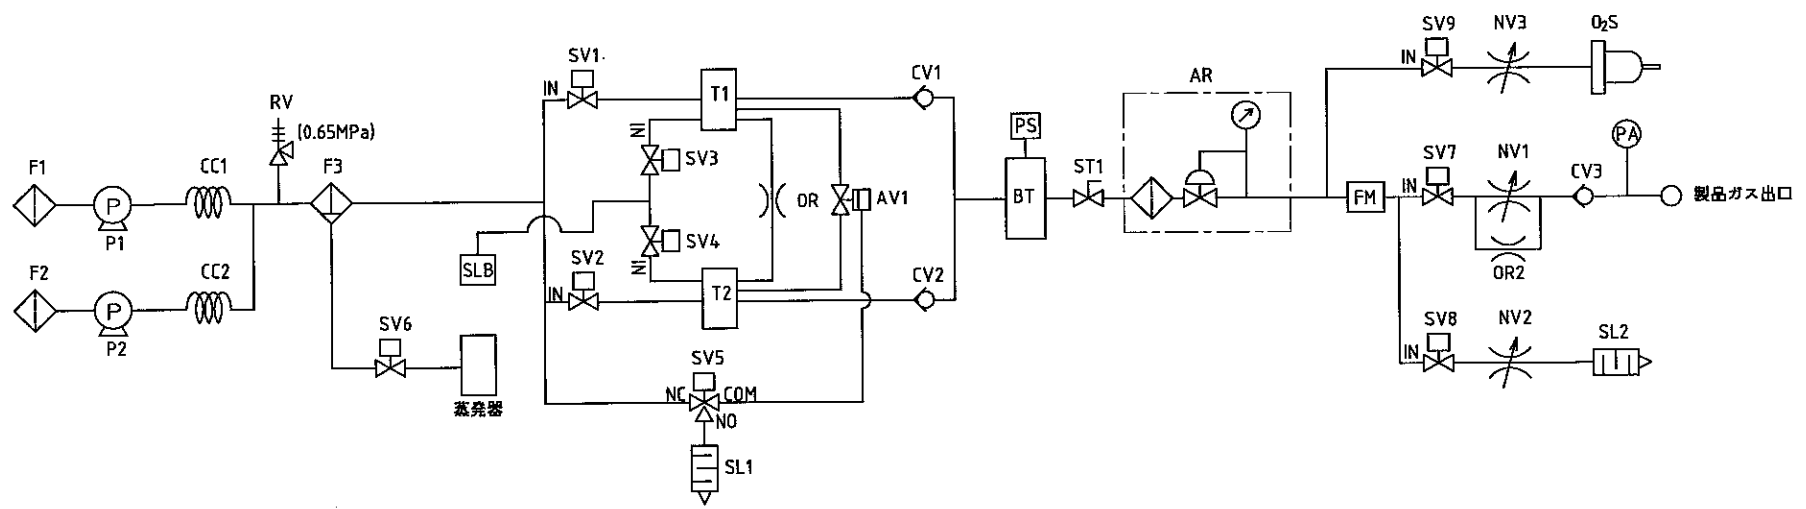 SV9
NV3
O₂S
IN
SV1
IN
T1
CV1
AR
RV
(0.65MPa)
IN
SV3
PS
F1
CC1
F3
ST1
SV7
NV1
PA
CV3
P
P1
OR
AV1
BT
FM
IN
製品ガス出口
SV4
IN
F2
CC2
SLB
SV2
IN
T2
CV2
OR2
P
P2
SV6
SV5
SV8
NV2
SL2
IN
NC
COM
NO
蒸発器
SL1